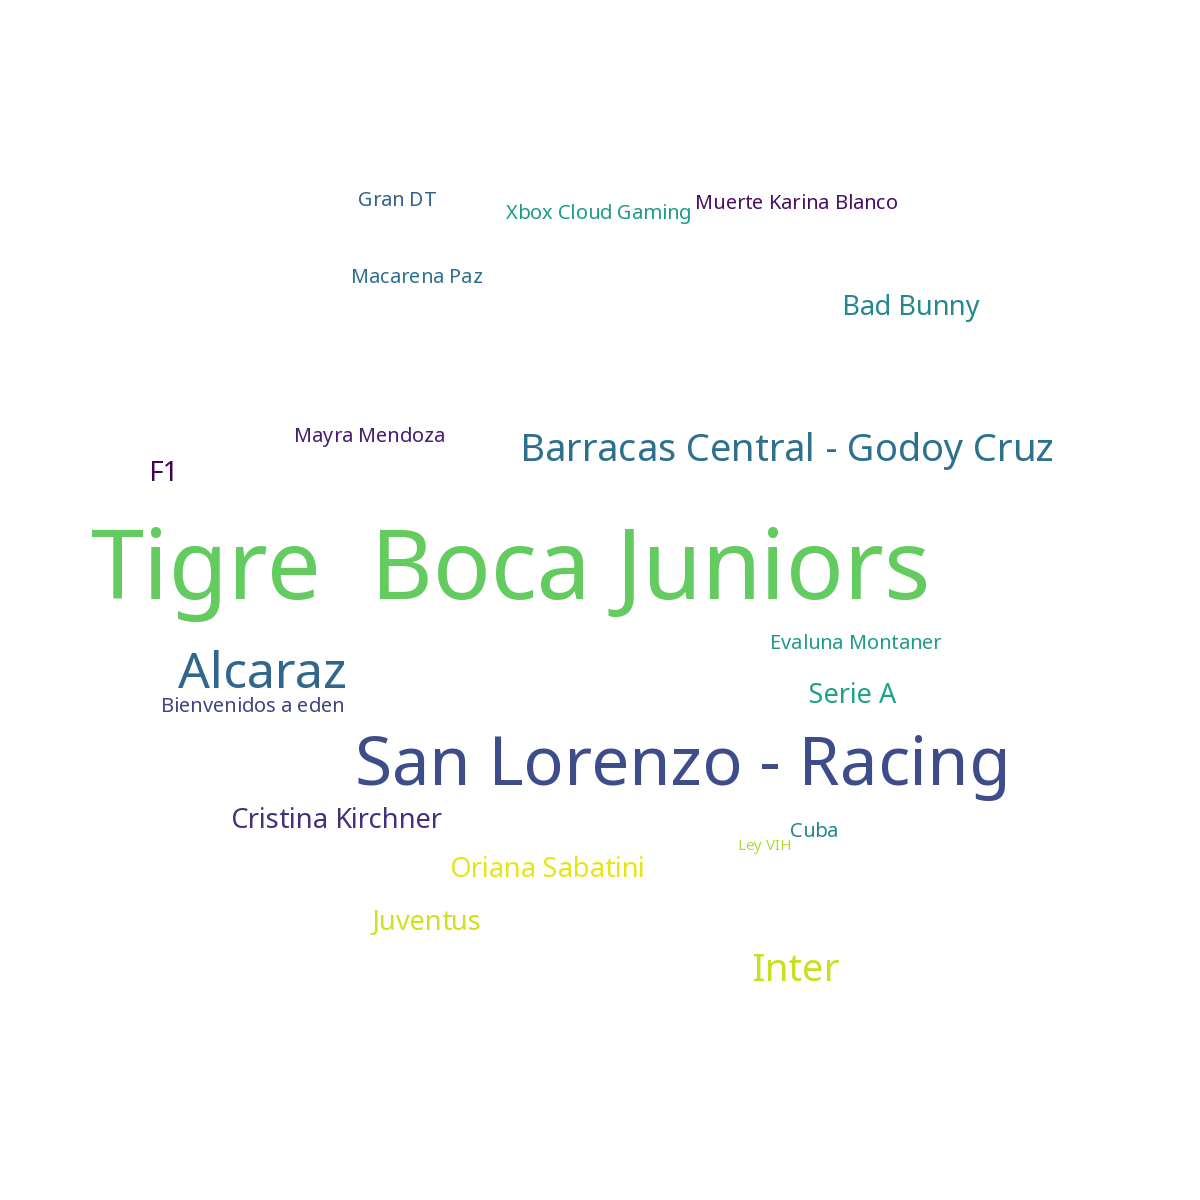 Gran DT
Xbox Cloud Gaming
Muerte Karina Blanco
Macarena Paz
Bad Bunny
Mayra Mendoza
Barracas Central - Godoy Cruz
F1
Tigre  Boca Juniors
Evaluna Montaner
Alcaraz
Serie A
Bienvenidos a eden
San Lorenzo - Racing
Cristina Kirchner
Cuba
Ley VIH
Oriana Sabatini
Juventus
Inter